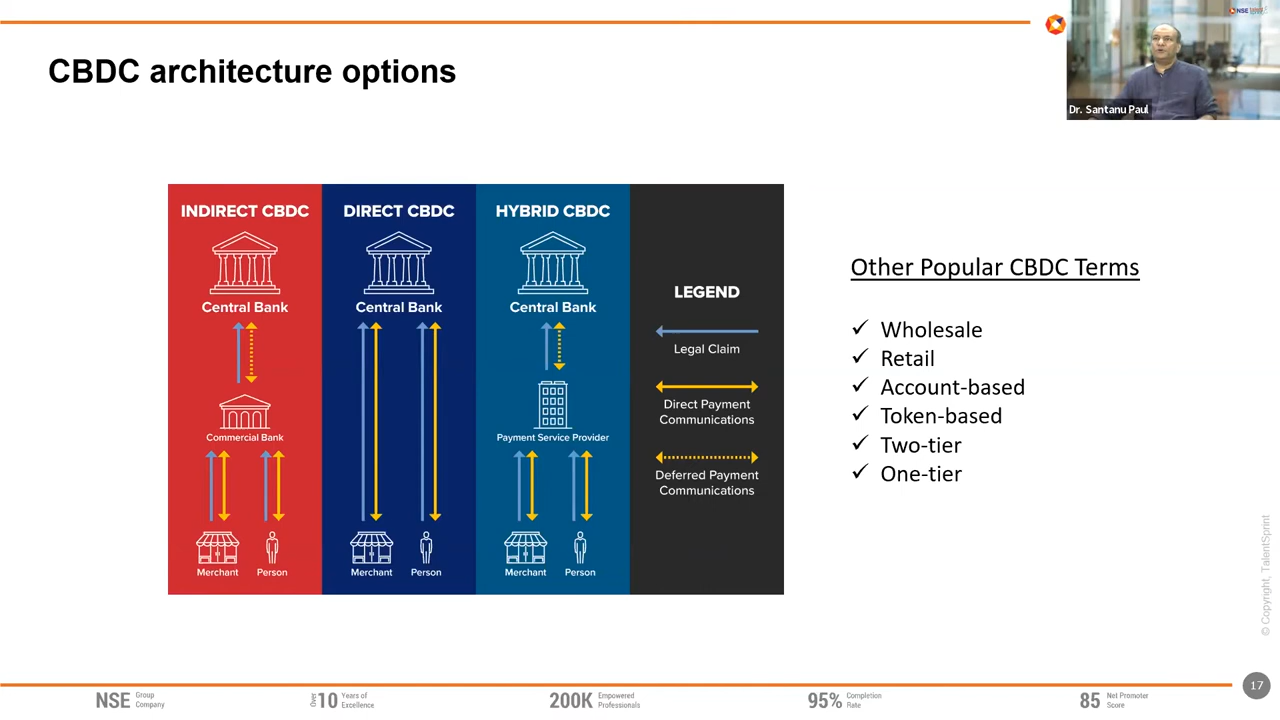 CBDC architecture options
NSE
Dr. Santanu Paul
INDIRECT CBDC
Central Bank
Commercial Bank
Merchant
Person
DIRECT CBDC
Central Bank
Merchant
Person
HYBRID CBDC
Central Bank
Payment Service Provider
Merchant
Person
LEGEND
Legal Claim
Direct Payment
Communications
Deferred Payment
Communications
Other Popular CBDC Terms
✓ Wholesale
✓ Retail
✓ Account-based
✓ Token-based
✓ Two-tier
✓ One-tier
© Copyright, TalentSprint
17
NSE Group
Company
Over 10 Years of
Excellence
200K Empowered
Professionals
95% Completion
Rate
85 Net Promoter
Score